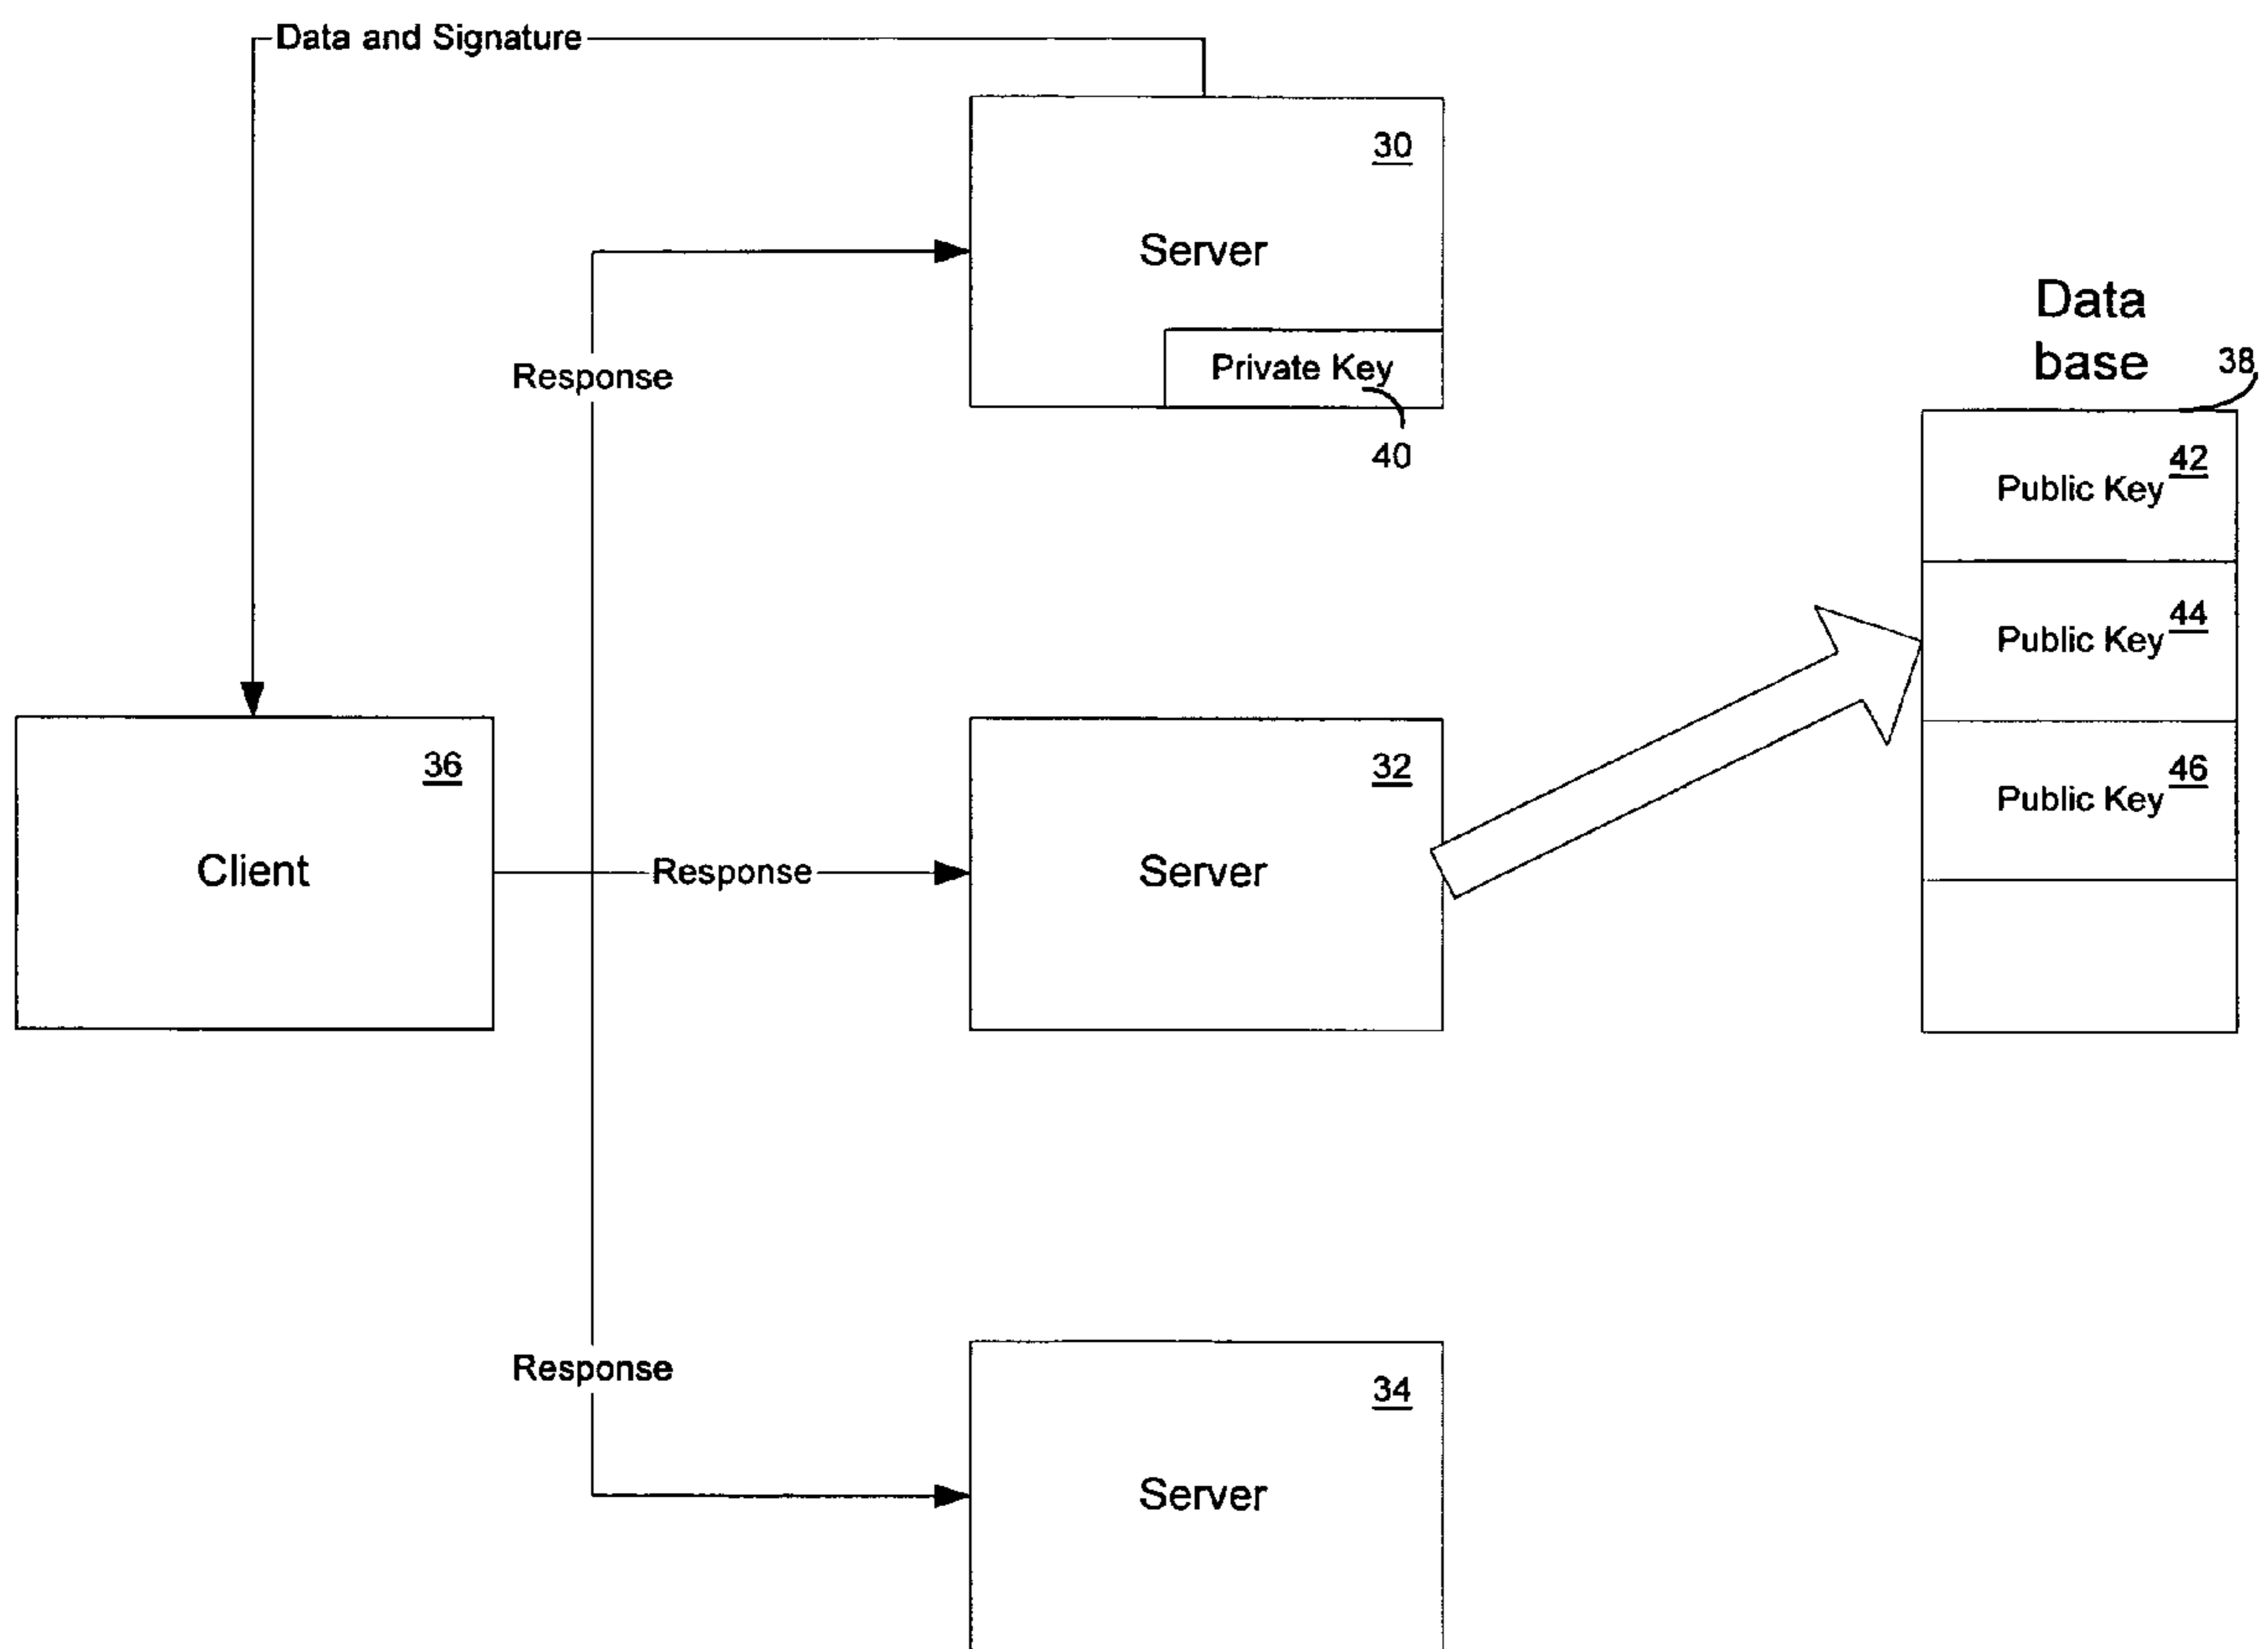 Data and Signature
30
Server
Response
Private Key
40
Data
base
38
Public Key 42
Public Key 44
Public Key 46
36
Client
Response
32
Server
Response
34
Server